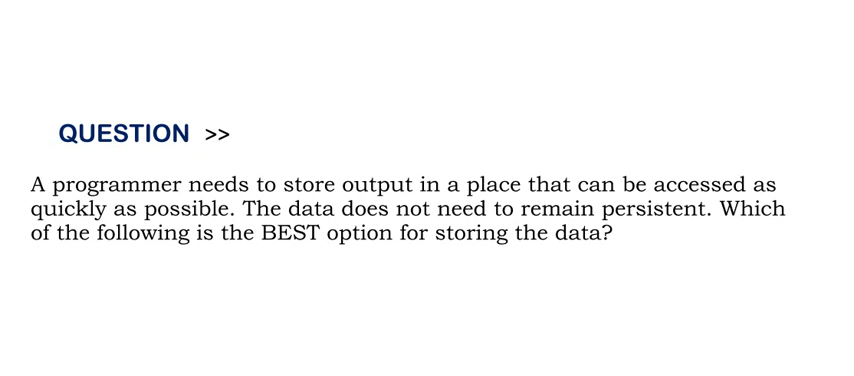 QUESTION >>
A programmer needs to store output in a place that can be accessed as
quickly as possible. The data does not need to remain persistent. Which
of the following is the BEST option for storing the data?